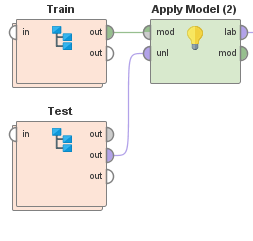 Train
in
out
out
Apply Model (2)
mod
lab
unl
mod
Test
in
out
out
out